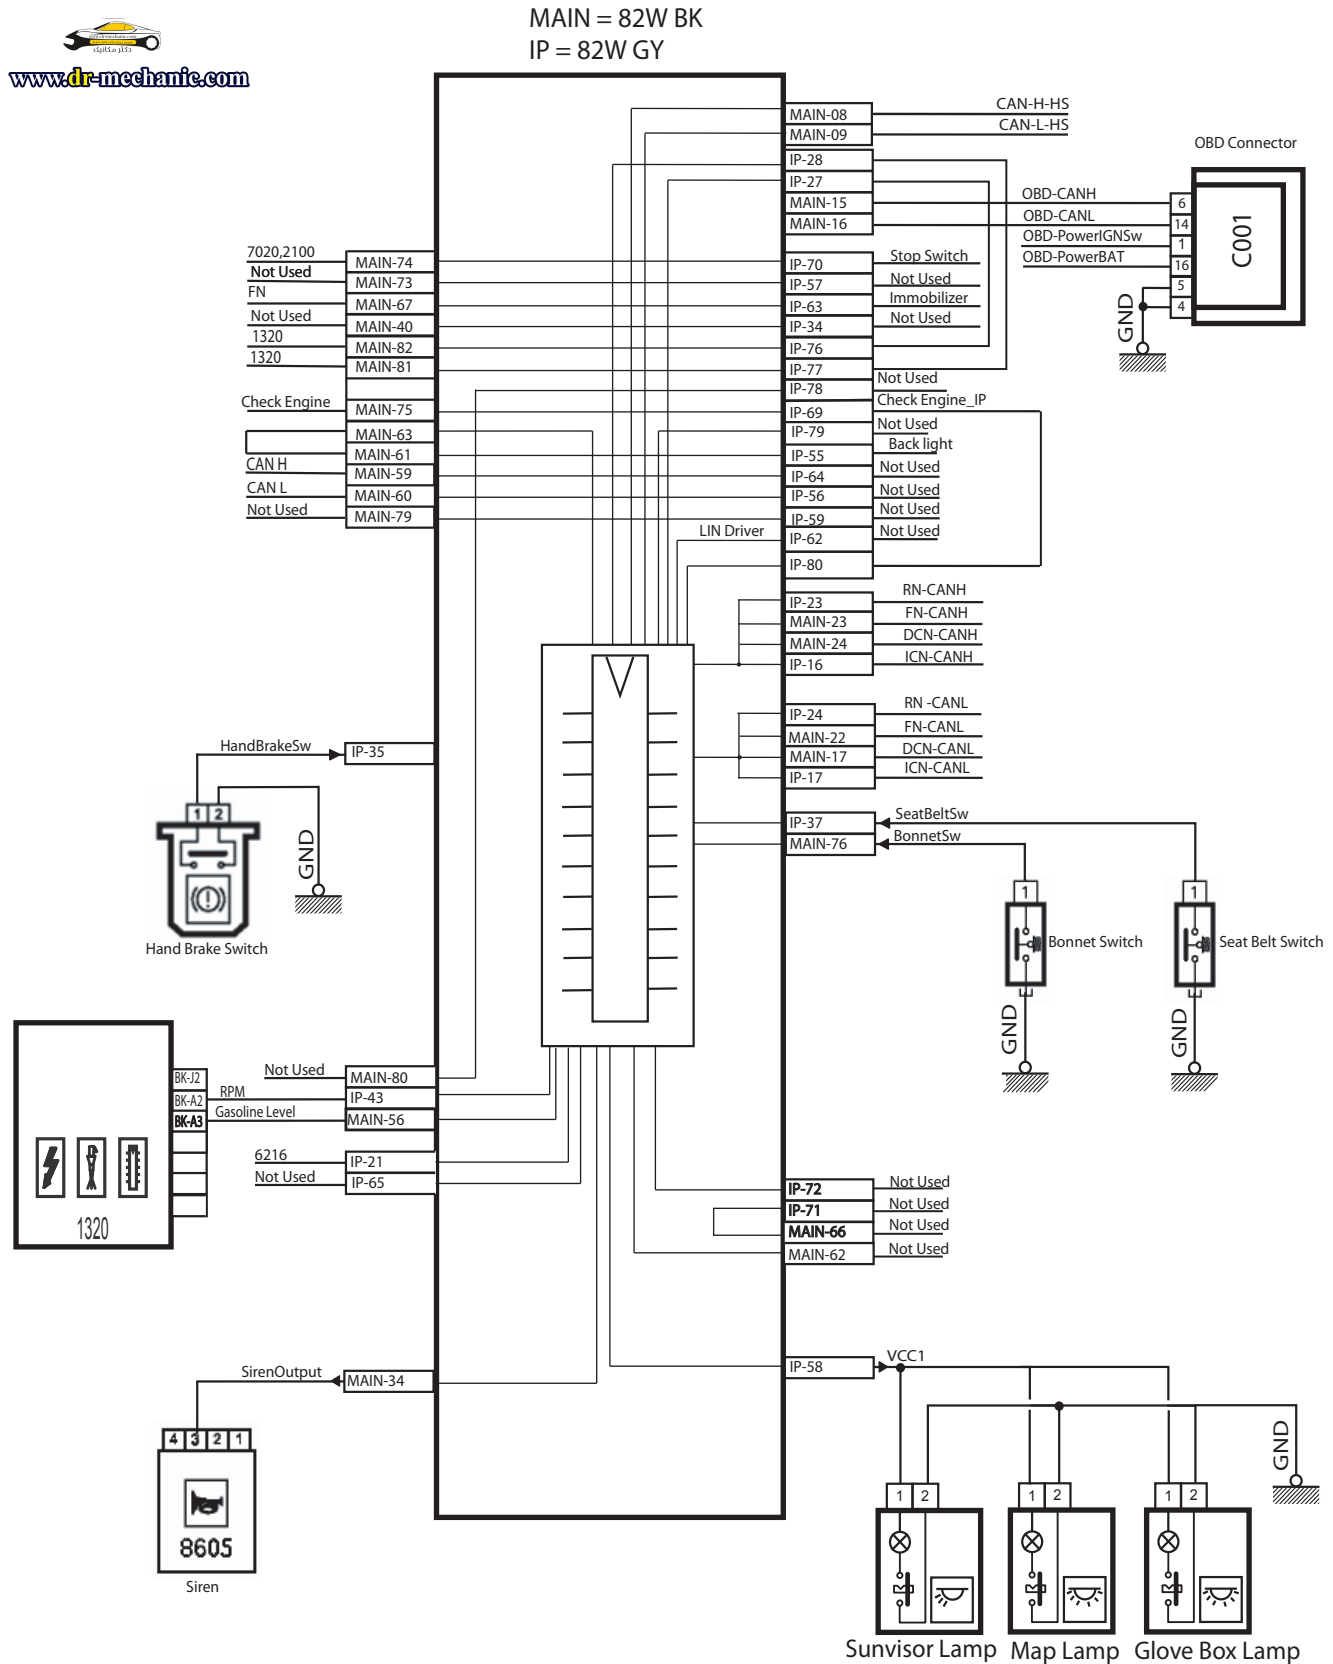 MAIN = 82W BK
IP = 82W GY
www.dr-mechanic.com
دکتر مکانیک
www.dr-mechanic.com
MAIN-08
CAN-H-HS
MAIN-09
CAN-L-HS
IP-28
IP-27
MAIN-15
OBD-CANH
MAIN-16
OBD-CANL
OBD-PowerIGNSw
OBD-PowerBAT
OBD Connector
6
14
1
16
5
4
C001
GND
7020,2100
MAIN-74
Not Used
MAIN-73
FN
MAIN-67
Not Used
MAIN-40
1320
MAIN-82
1320
MAIN-81
Check Engine
MAIN-75
MAIN-63
MAIN-61
CAN H
MAIN-59
CAN L
MAIN-60
Not Used
MAIN-79
IP-70
Stop Switch
IP-57
Not Used
IP-63
Immobilizer
IP-34
Not Used
IP-76
IP-77
IP-78
Not Used
IP-69
Check Engine_IP
IP-79
Not Used
IP-55
Back light
IP-64
Not Used
IP-56
Not Used
IP-59
Not Used
LIN Driver
IP-62
Not Used
IP-80
IP-23
RN-CANH
MAIN-23
FN-CANH
MAIN-24
DCN-CANH
IP-16
ICN-CANH
IP-24
RN -CANL
MAIN-22
FN-CANL
MAIN-17
DCN-CANL
IP-17
ICN-CANL
HandBrakeSw
IP-35
1 2
GND
Hand Brake Switch
IP-37
SeatBeltSw
MAIN-76
BonnetSw
1
Bonnet Switch
GND
1
Seat Belt Switch
GND
BK-J2
BK-A2
BK-A3
1320
Not Used
MAIN-80
RPM
IP-43
Gasoline Level
MAIN-56
6216
IP-21
Not Used
IP-65
IP-72
Not Used
IP-71
Not Used
MAIN-66
Not Used
MAIN-62
Not Used
SirenOutput
MAIN-34
4 3 2 1
8605
Siren
IP-58
VCC1
GND
1 2
1 2
1 2
Sunvisor Lamp
Map Lamp
Glove Box Lamp